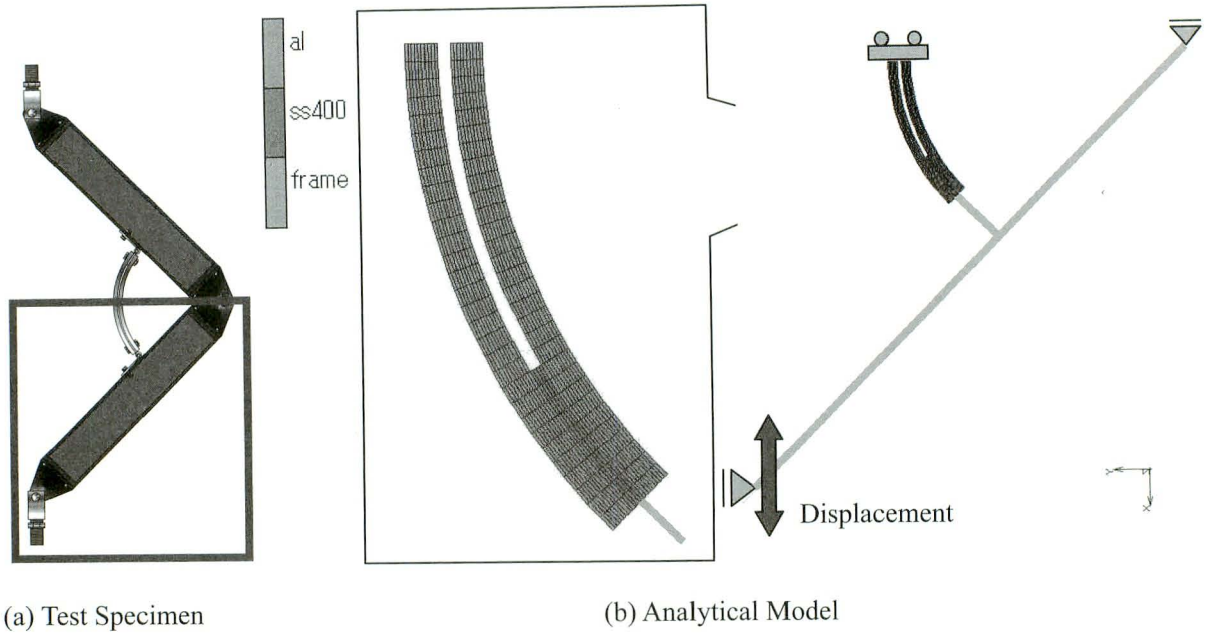 al
ss400
frame
Displacement
Y
X
(a) Test Specimen
(b) Analytical Model